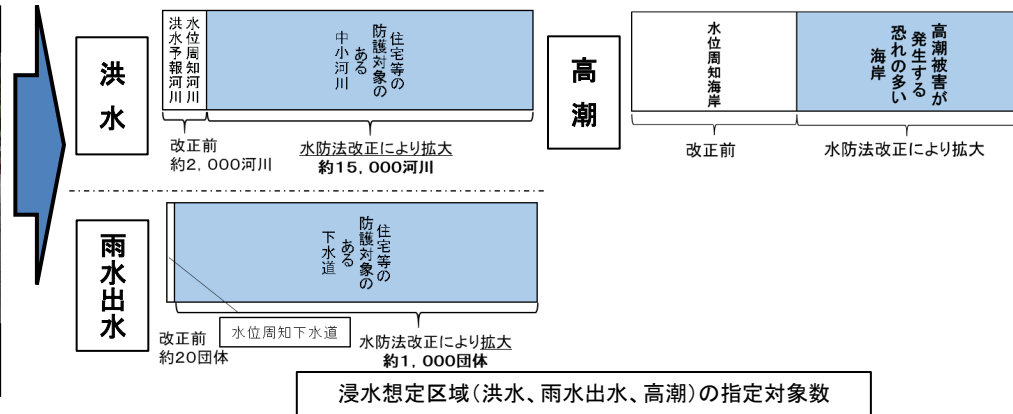 洪水
洪水予報河川
水位周知河川
住宅等の
防護対象の
ある
中小河川
改正前
約2，000河川
水防法改正により拡大
約15，000河川
高潮
水位周知海岸
高潮被害が
発生する
恐れの多い
海岸
改正前
水防法改正により拡大
雨水出水
住宅等の
防護対象の
ある
下水道
水位周知下水道
改正前
約20団体
水防法改正により拡大
約1，000団体
浸水想定区域（洪水、雨水出水、高潮）の指定対象数